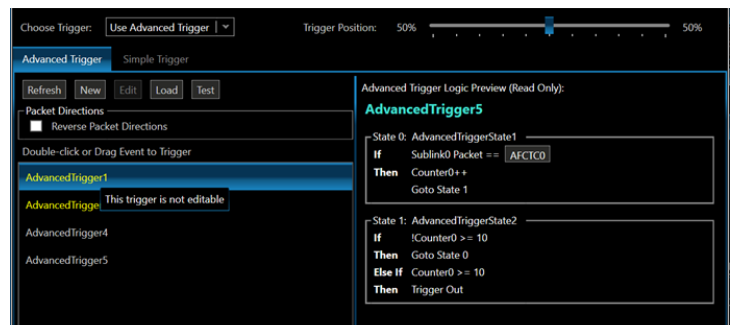 Choose Trigger: Use Advanced Trigger Trigger Position: 50% 50%
Advanced Trigger Simple Trigger
Refresh New Edit Load Test
Packet Directions
Reverse Packet Directions
Double-click or Drag Event to Trigger
AdvancedTrigger1
AdvancedTrigge
This trigger is not editable
AdvancedTrigger4
AdvancedTrigger5
Advanced Trigger Logic Preview (Read Only):
AdvancedTrigger5
State 0: AdvancedTriggerState1
If Sublink0 Packet == AFCTC0
Then Counter0++
Goto State 1
State 1: AdvancedTriggerState2
If !Counter0 >= 10
Then Goto State 0
Else If Counter0 >= 10
Then Trigger Out